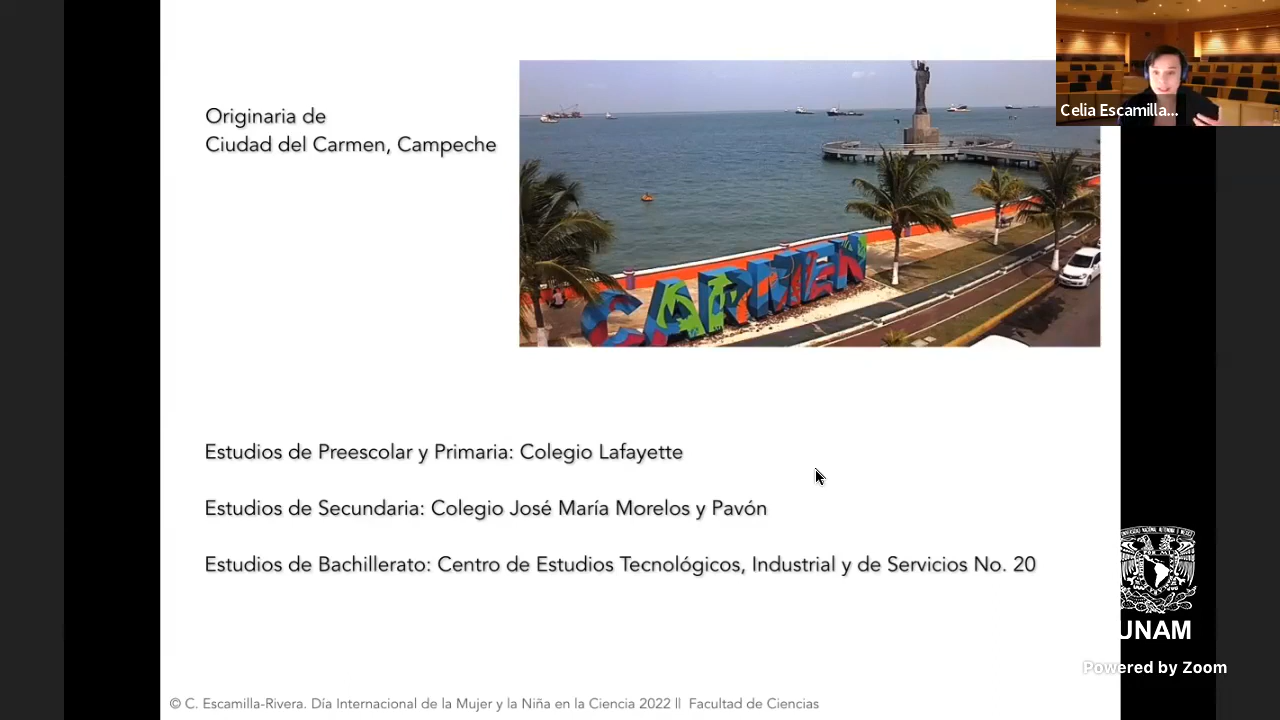 Originaria de
Ciudad del Carmen, Campeche
CARMEN
Celia Escamilla...
Estudios de Preescolar y Primaria: Colegio Lafayette
Estudios de Secundaria: Colegio José María Morelos y Pavón
Estudios de Bachillerato: Centro de Estudios Tecnológicos, Industrial y de Servicios No. 20
UNAM
Powered by Zoom
© C. Escamilla-Rivera. Día Internacional de la Mujer y la Niña en la Ciencia 2022 || Facultad de Ciencias